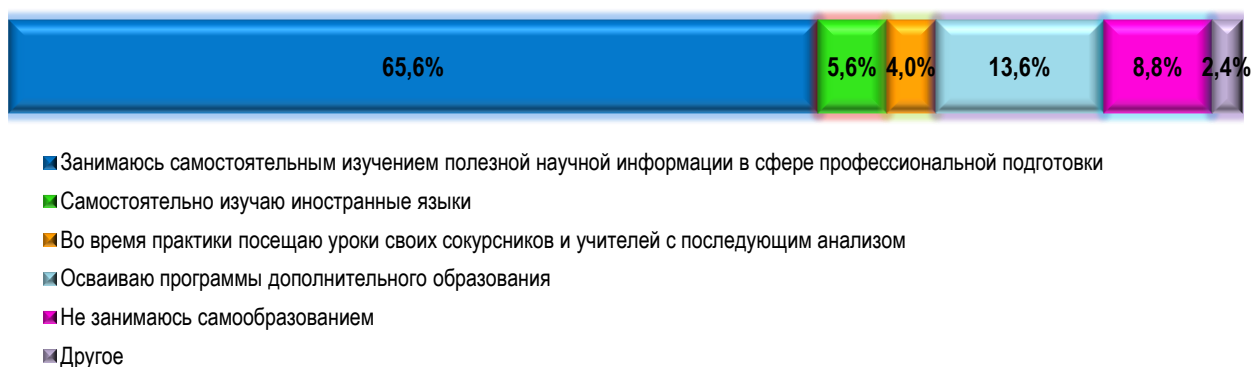 65,6% 5,6% 4,0% 13,6% 8,8% 2,4%
Занимаюсь самостоятельным изучением полезной научной информации в сфере профессиональной подготовки
Самостоятельно изучаю иностранные языки
Во время практики посещаю уроки своих сокурсников и учителей с последующим анализом
Осваиваю программы дополнительного образования
Не занимаюсь самообразованием
Другое